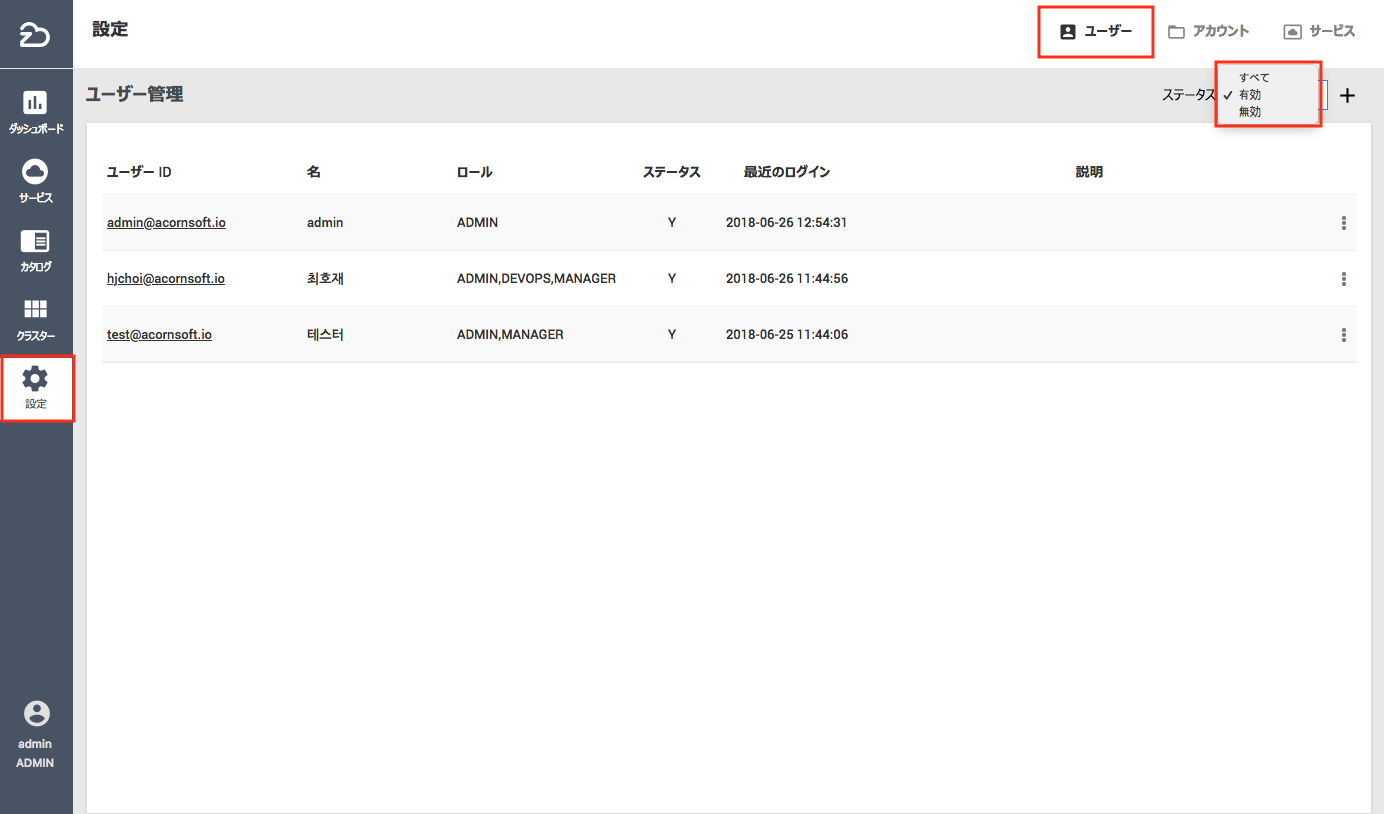 設定
ユーザー
アカウント
サービス
ダッシュボード
サービス
カタログ
クラスター
設定
admin
ADMIN
ユーザー管理
ステータス
すべて
✓ 有効
無効
+
ユーザー ID 名 ロール ステータス 最近のログイン 説明
admin@acornsoft.io admin ADMIN Y 2018-06-26 12:54:31
hjchoi@acornsoft.io 최호재 ADMIN,DEVOPS,MANAGER Y 2018-06-26 11:44:56
test@acornsoft.io 테스터 ADMIN,MANAGER Y 2018-06-25 11:44:06